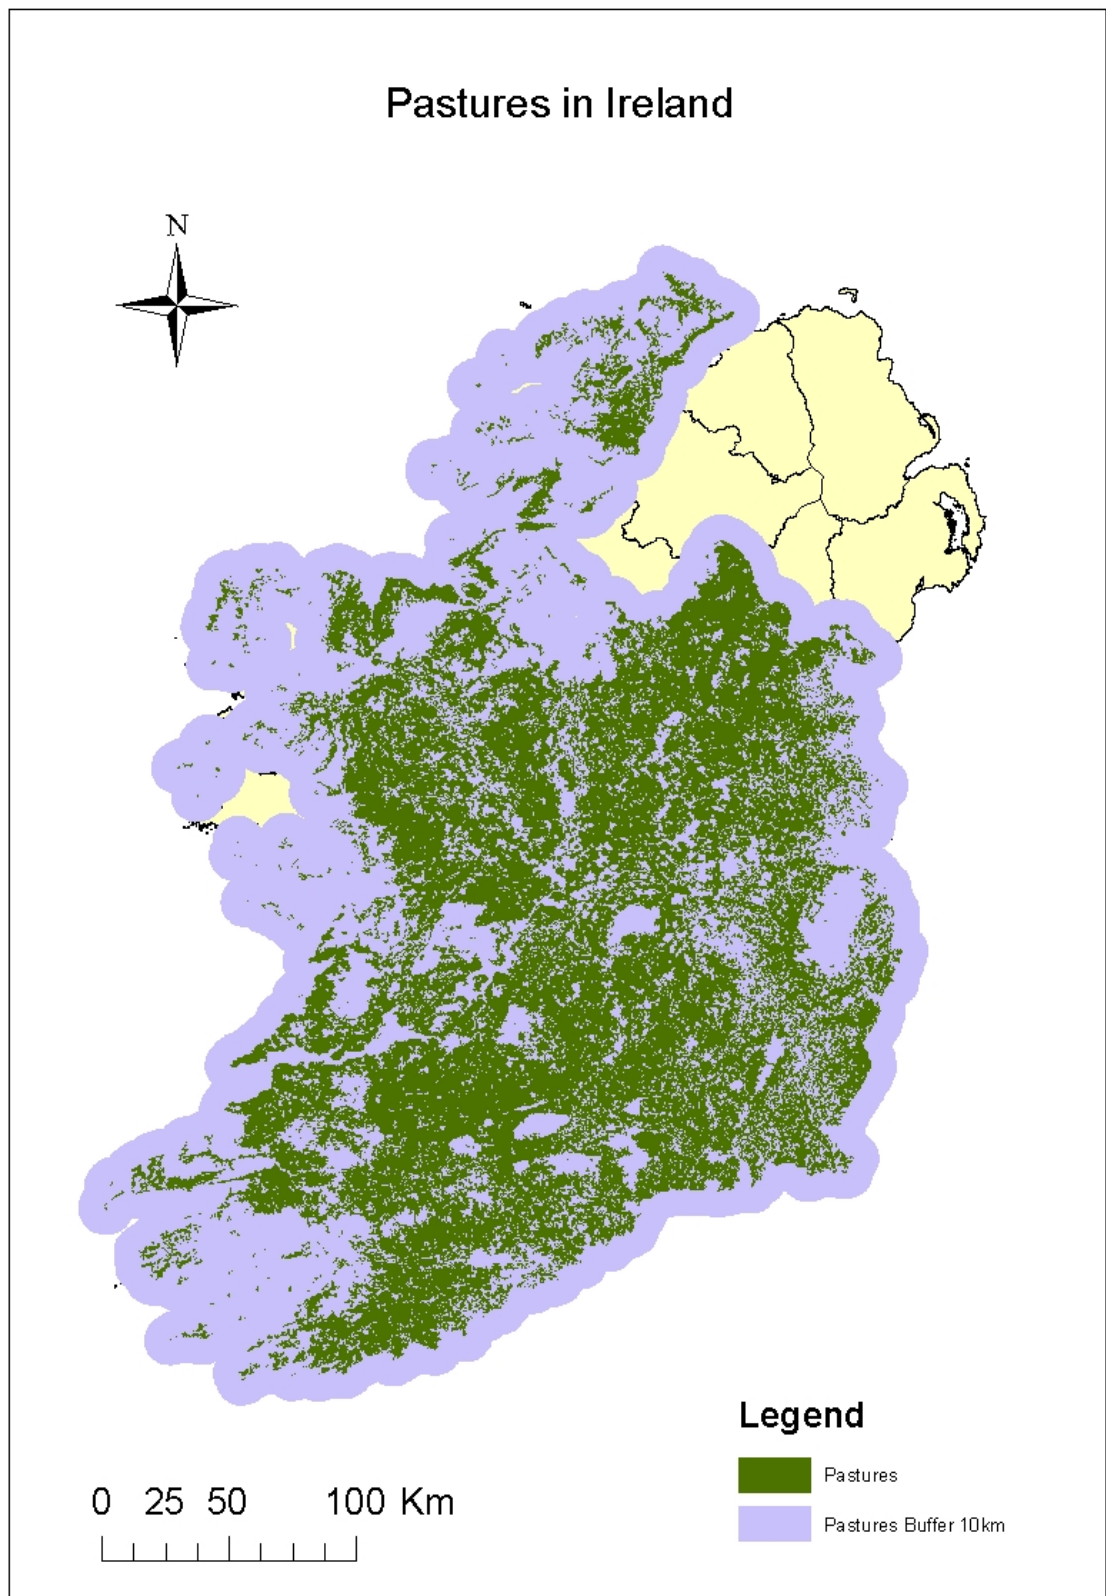 Pastures in Ireland
N
Legend
Pastures
Pastures Buffer 10km
0 25 50 100 Km